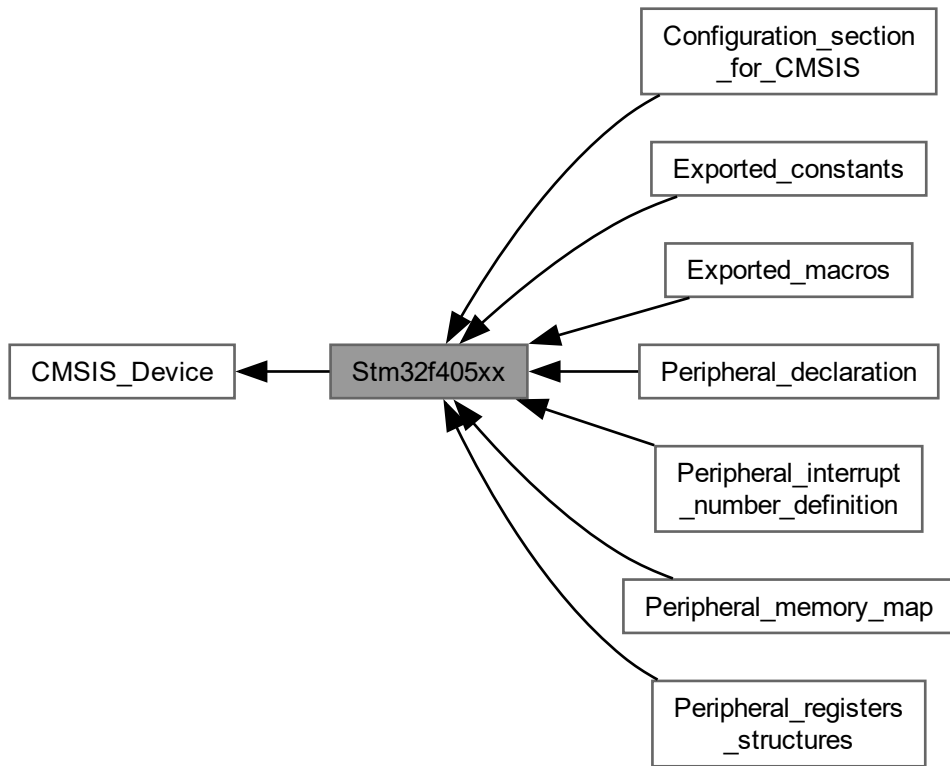 Configuration_section
_for_CMSIS
Exported_constants
Exported_macros
CMSIS_Device
Stm32f405xx
Peripheral_declaration
Peripheral_interrupt
_number_definition
Peripheral_memory_map
Peripheral_registers
_structures